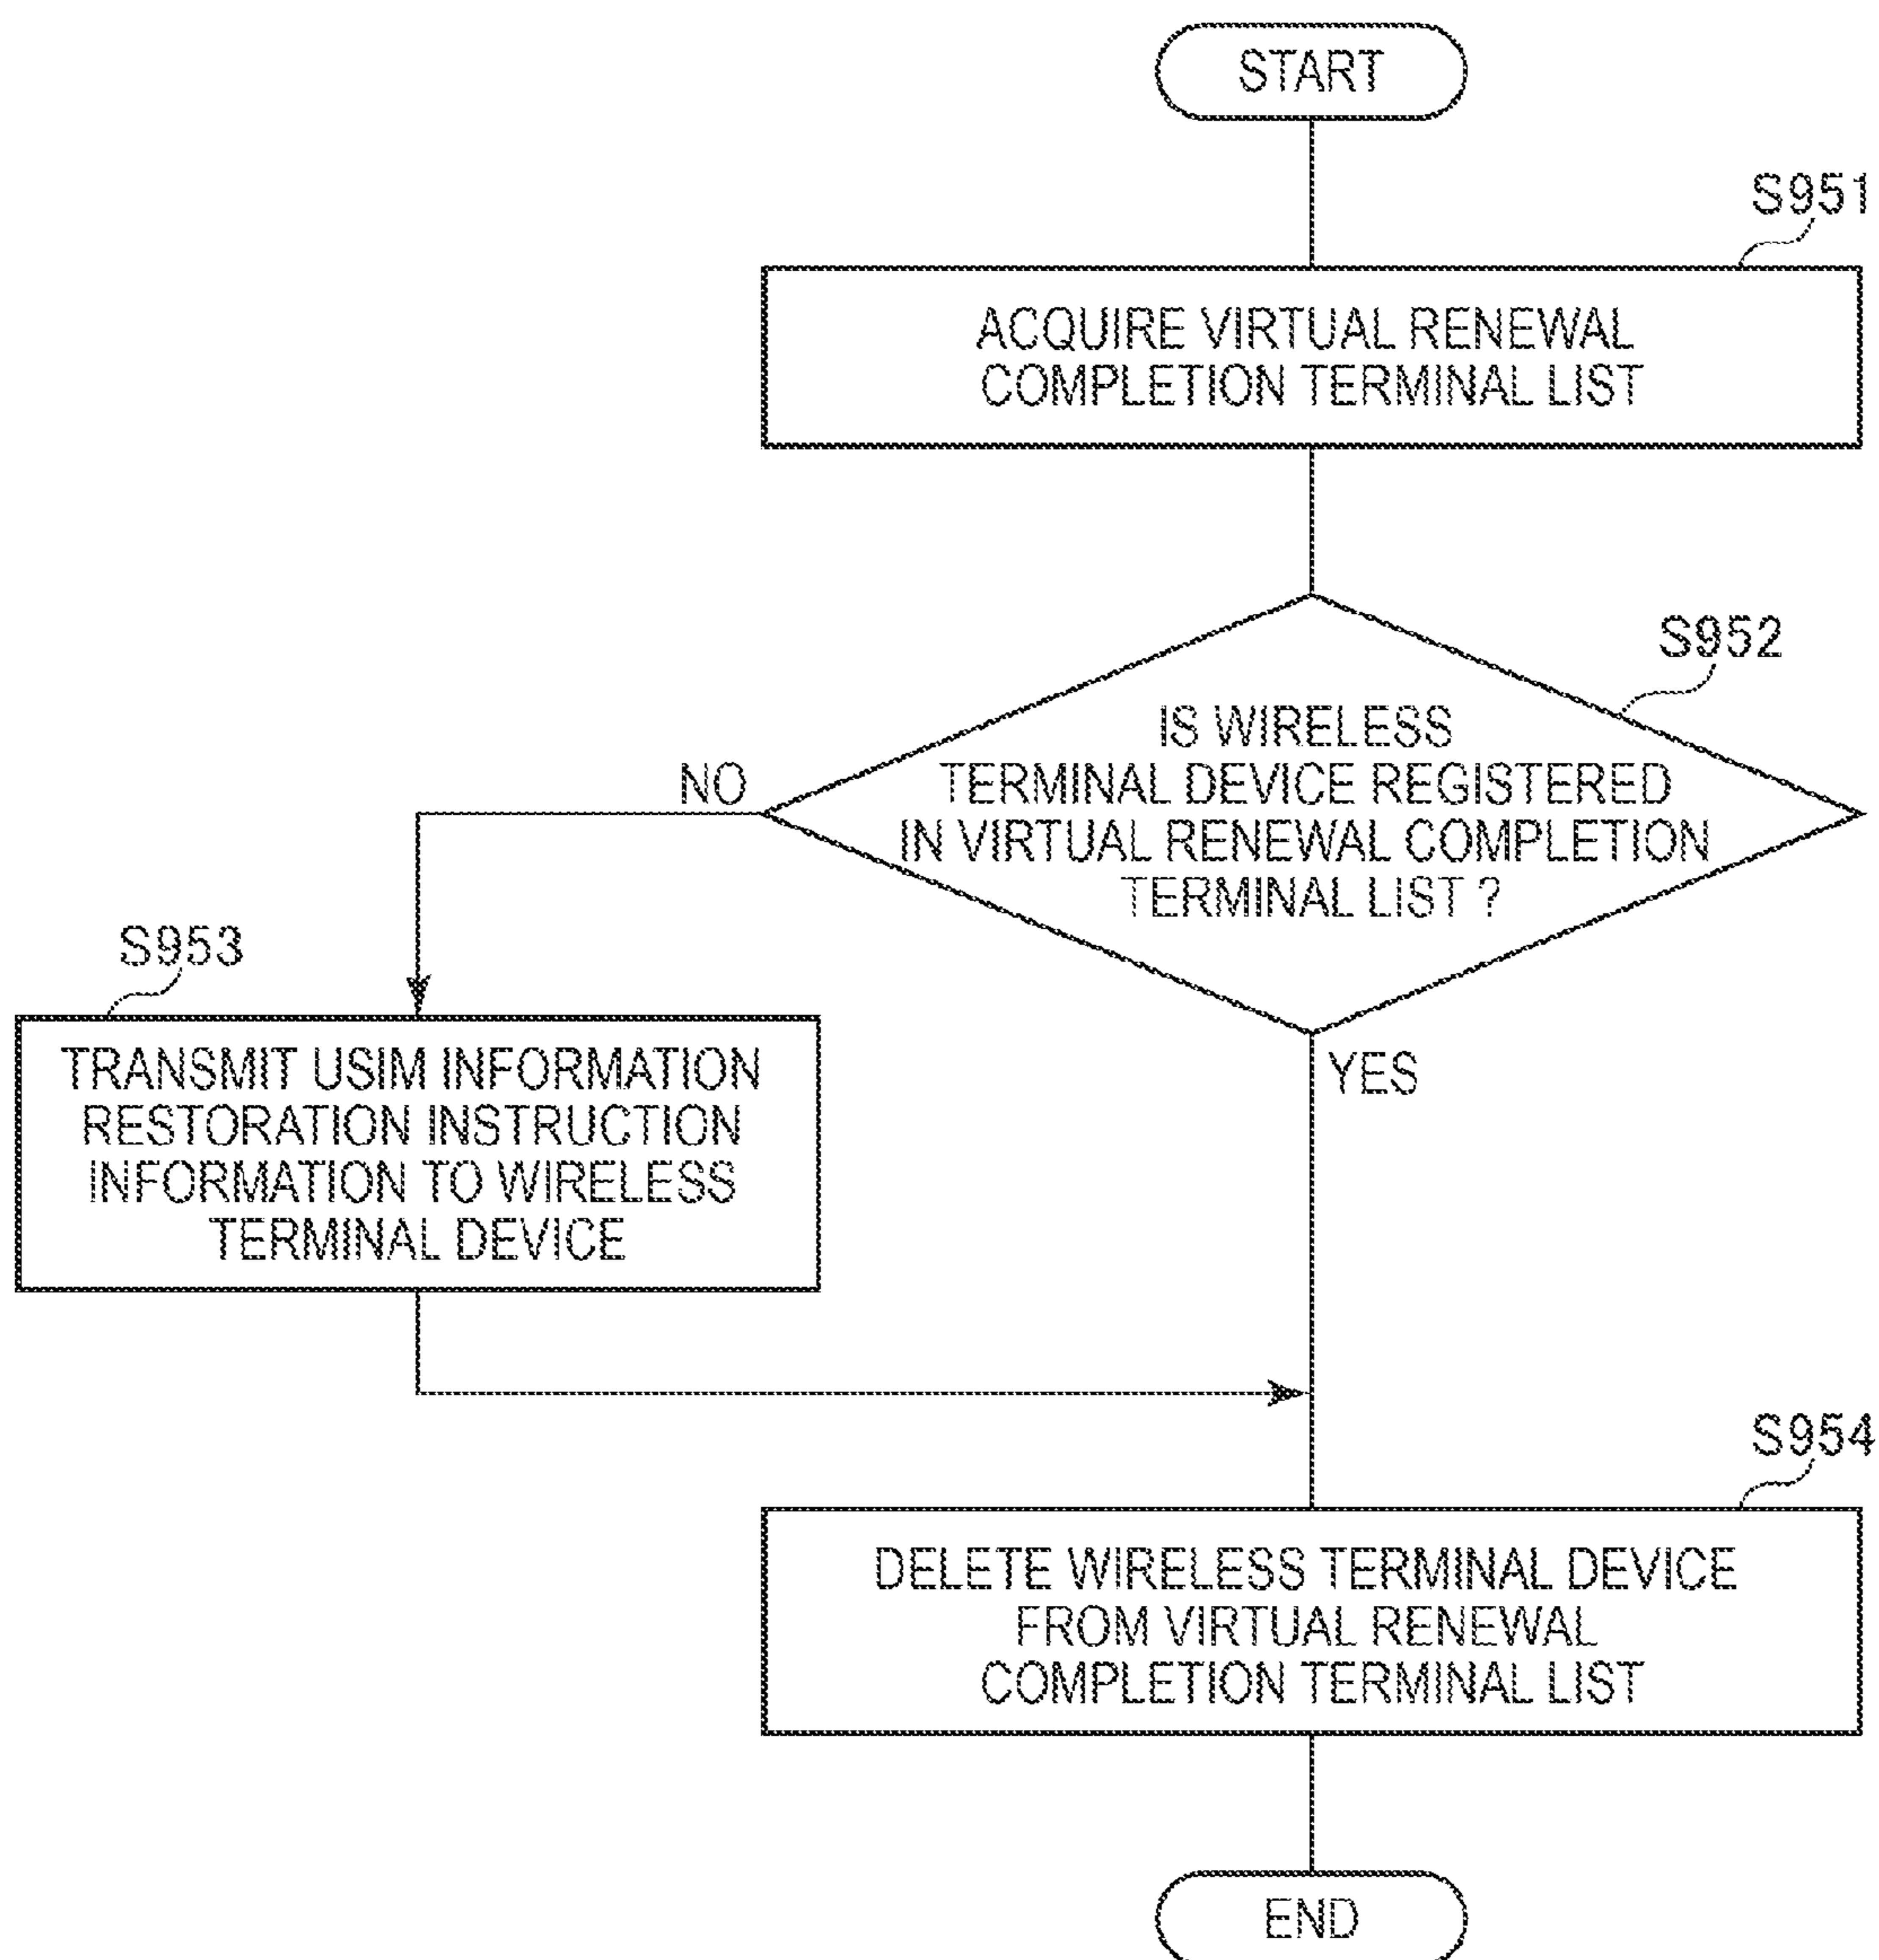 START
S951
ACQUIRE VIRTUAL RENEWAL
COMPLETION TERMINAL LIST
S952
IS WIRELESS
TERMINAL DEVICE REGISTERED
IN VIRTUAL RENEWAL COMPLETION
TERMINAL LIST ?
NO
YES
S953
TRANSMIT USIM INFORMATION
RESTORATION INSTRUCTION
INFORMATION TO WIRELESS
TERMINAL DEVICE
S954
DELETE WIRELESS TERMINAL DEVICE
FROM VIRTUAL RENEWAL
COMPLETION TERMINAL LIST
END